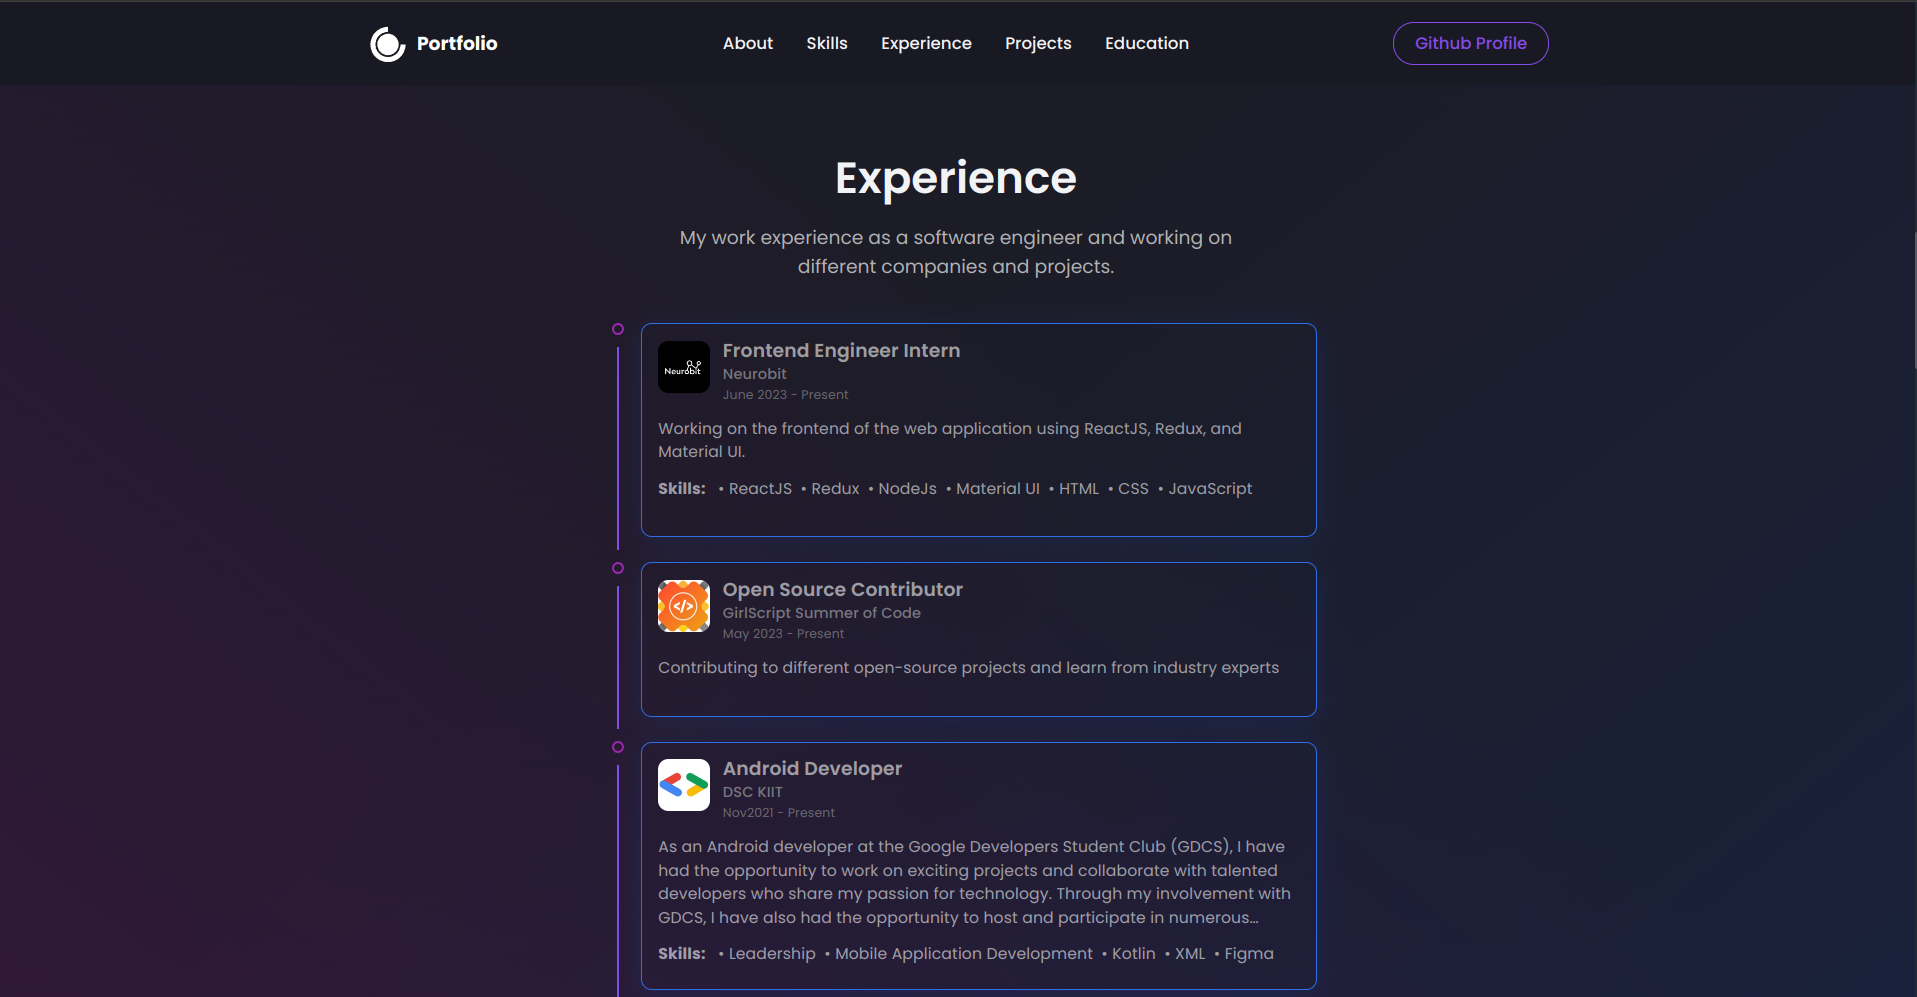 Portfolio
About
Skills
Experience
Projects
Education
Github Profile
Experience
My work experience as a software engineer and working on
different companies and projects.
Neurobit
Frontend Engineer Intern
Neurobit
June 2023 - Present
Working on the frontend of the web application using ReactJS, Redux, and
Material UI.
Skills: • ReactJS • Redux • NodeJs • Material UI • HTML • CSS • JavaScript
</>
Open Source Contributor
GirlScript Summer of Code
May 2023 - Present
Contributing to different open-source projects and learn from industry experts
Android Developer
DSC KIIT
Nov2021 - Present
As an Android developer at the Google Developers Student Club (GDCS), I have
had the opportunity to work on exciting projects and collaborate with talented
developers who share my passion for technology. Through my involvement with
GDCS, I have also had the opportunity to host and participate in numerous...
Skills: • Leadership • Mobile Application Development • Kotlin • XML • Figma